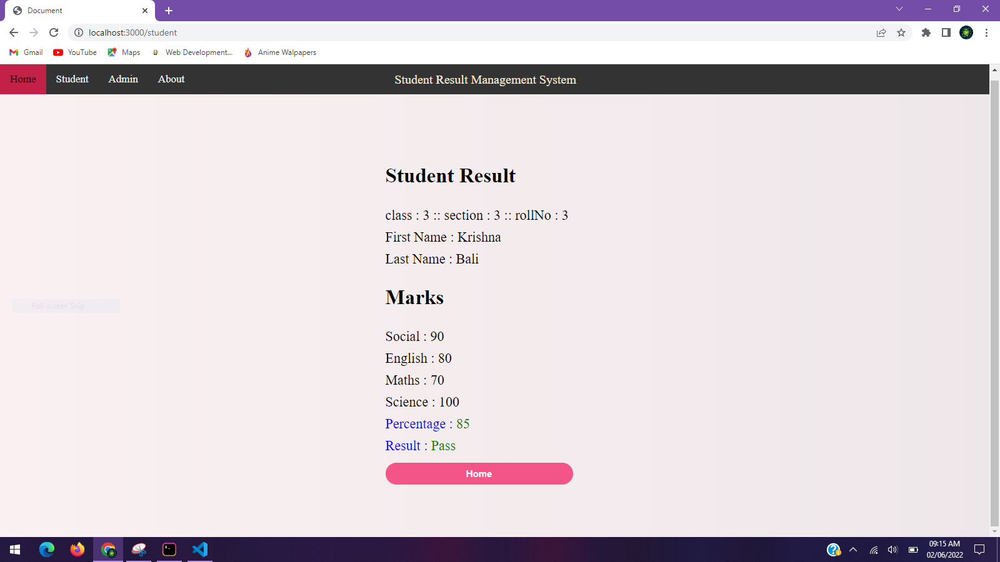 Document
localhost:3000/student
Gmail YouTube Maps Web Development... Anime Walpapers
Home Student Admin About Student Result Management System
Student Result
class : 3 :: section : 3 :: rollNo : 3
First Name : Krishna
Last Name : Bali
Marks
Full-screen Snip
Social : 90
English : 80
Maths : 70
Science : 100
Percentage : 85
Result : Pass
Home
09:15 AM
02/06/2022